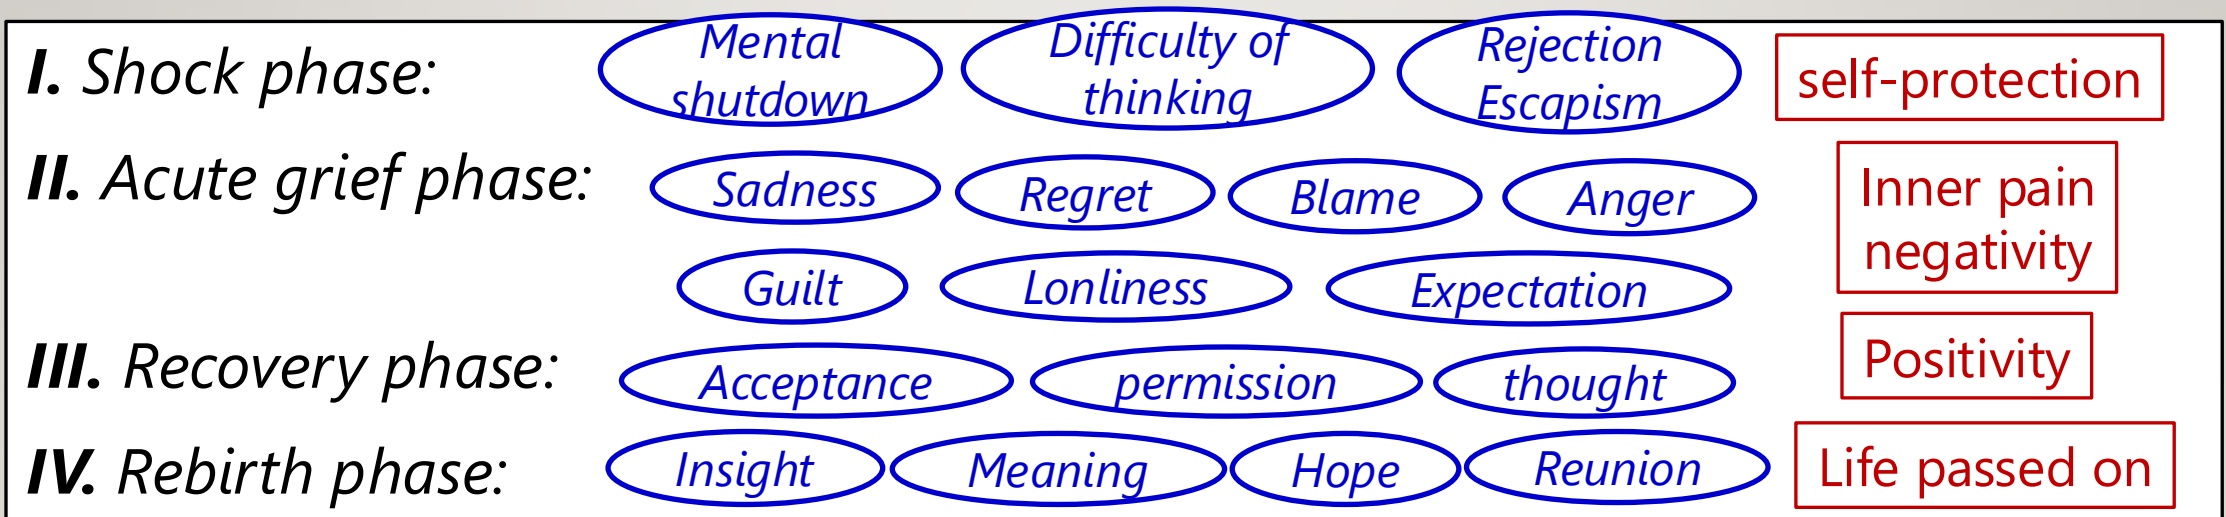 I. Shock phase:
Mental
shutdown
Difficulty of
thinking
Rejection
Escapism
self-protection
II. Acute grief phase:
Sadness
Regret
Blame
Anger
Inner pain
negativity
Guilt
Lonliness
Expectation
III. Recovery phase:
Acceptance
permission
thought
Positivity
IV. Rebirth phase:
Insight
Meaning
Hope
Reunion
Life passed on